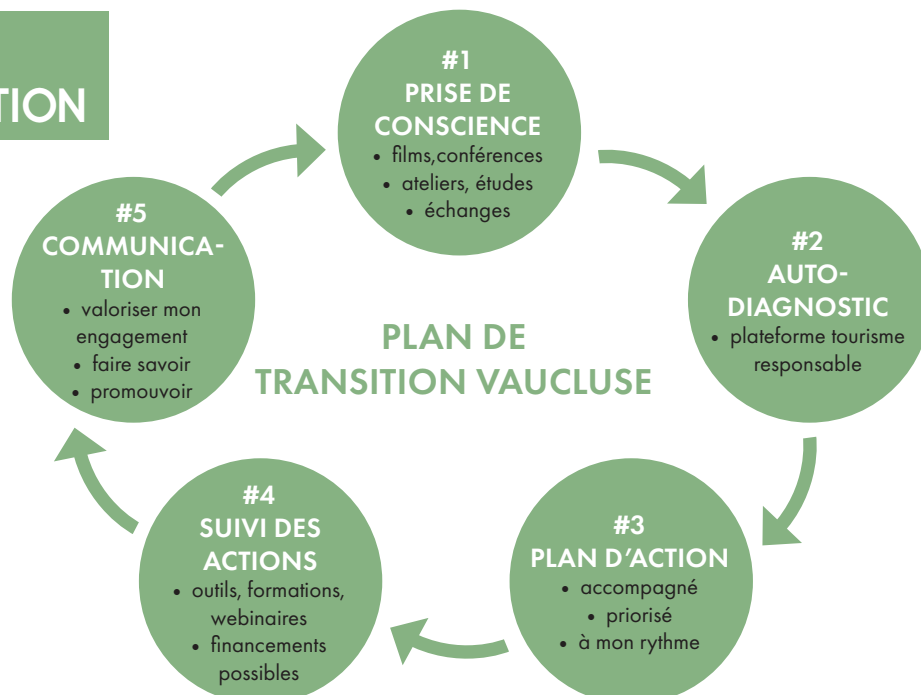 TION
#1
PRISE DE
CONSCIENCE
• films,conférences
• ateliers, études
• échanges
#2
AUTO-
DIAGNOSTIC
• plateforme tourisme
responsable
#3
PLAN D'ACTION
• accompagné
• priorisé
• à mon rythme
#4
SUIVI DES
ACTIONS
• outils, formations,
webinaires
• financements
possibles
#5
COMMUNICA-
TION
• valoriser mon
engagement
• faire savoir
• promouvoir
PLAN DE
TRANSITION VAUCLUSE